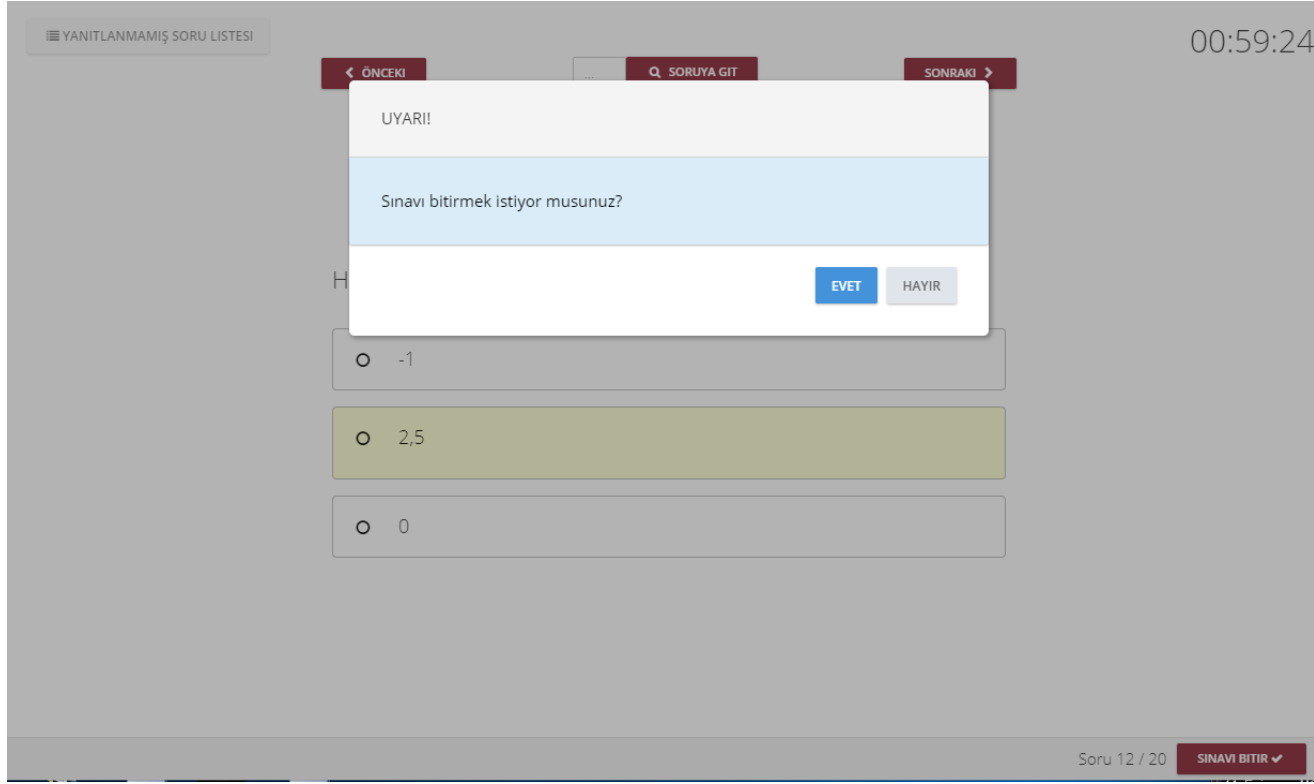 YANITLANMAMIŞ SORU LISTESI
00:59:24
ÖNCEKI
...
SORUYA GIT
SONRAKI
UYARI!
Sınavı bitirmek istiyor musunuz?
EVET
HAYIR
H
-1
2,5
0
Soru 12 / 20
SINAVI BITIR